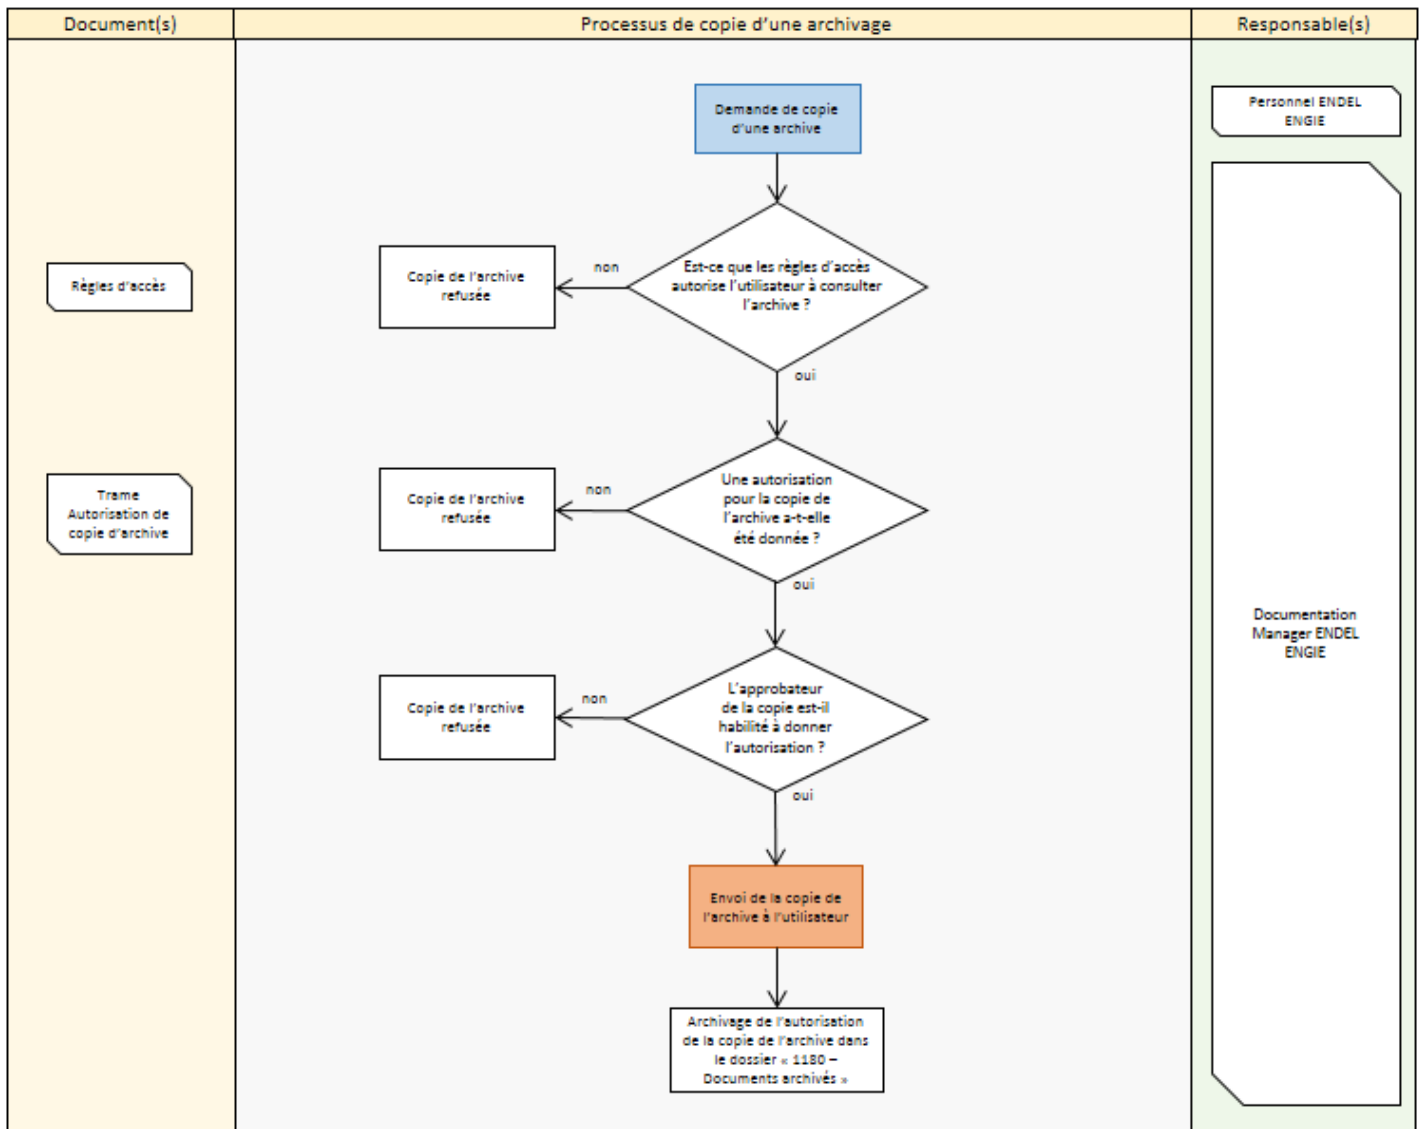 Document(s)
Processus de copie d'une archivage
Responsable(s)
Demande de copie
d'une archive
Personnel ENDEL
ENGIE
Règles d'accès
Copie de l'archive
refusée
non
Est-ce que les règles d'accès
autorise l'utilisateur à consulter
l'archive ?
oui
Trame
Autorisation de
copie d'archive
Copie de l'archive
refusée
non
Une autorisation
pour la copie de
l'archive a-t-elle
été donnée ?
oui
Documentation
Manager ENDEL
ENGIE
Copie de l'archive
refusée
non
L'approbateur
de la copie est-il
habilité à donner
l'autorisation ?
oui
Envoi de la copie de
l'archive à l'utilisateur
Archivage de l'autorisation
de la copie de l'archive dans
le dossier « 1180 –
Documents archivés »